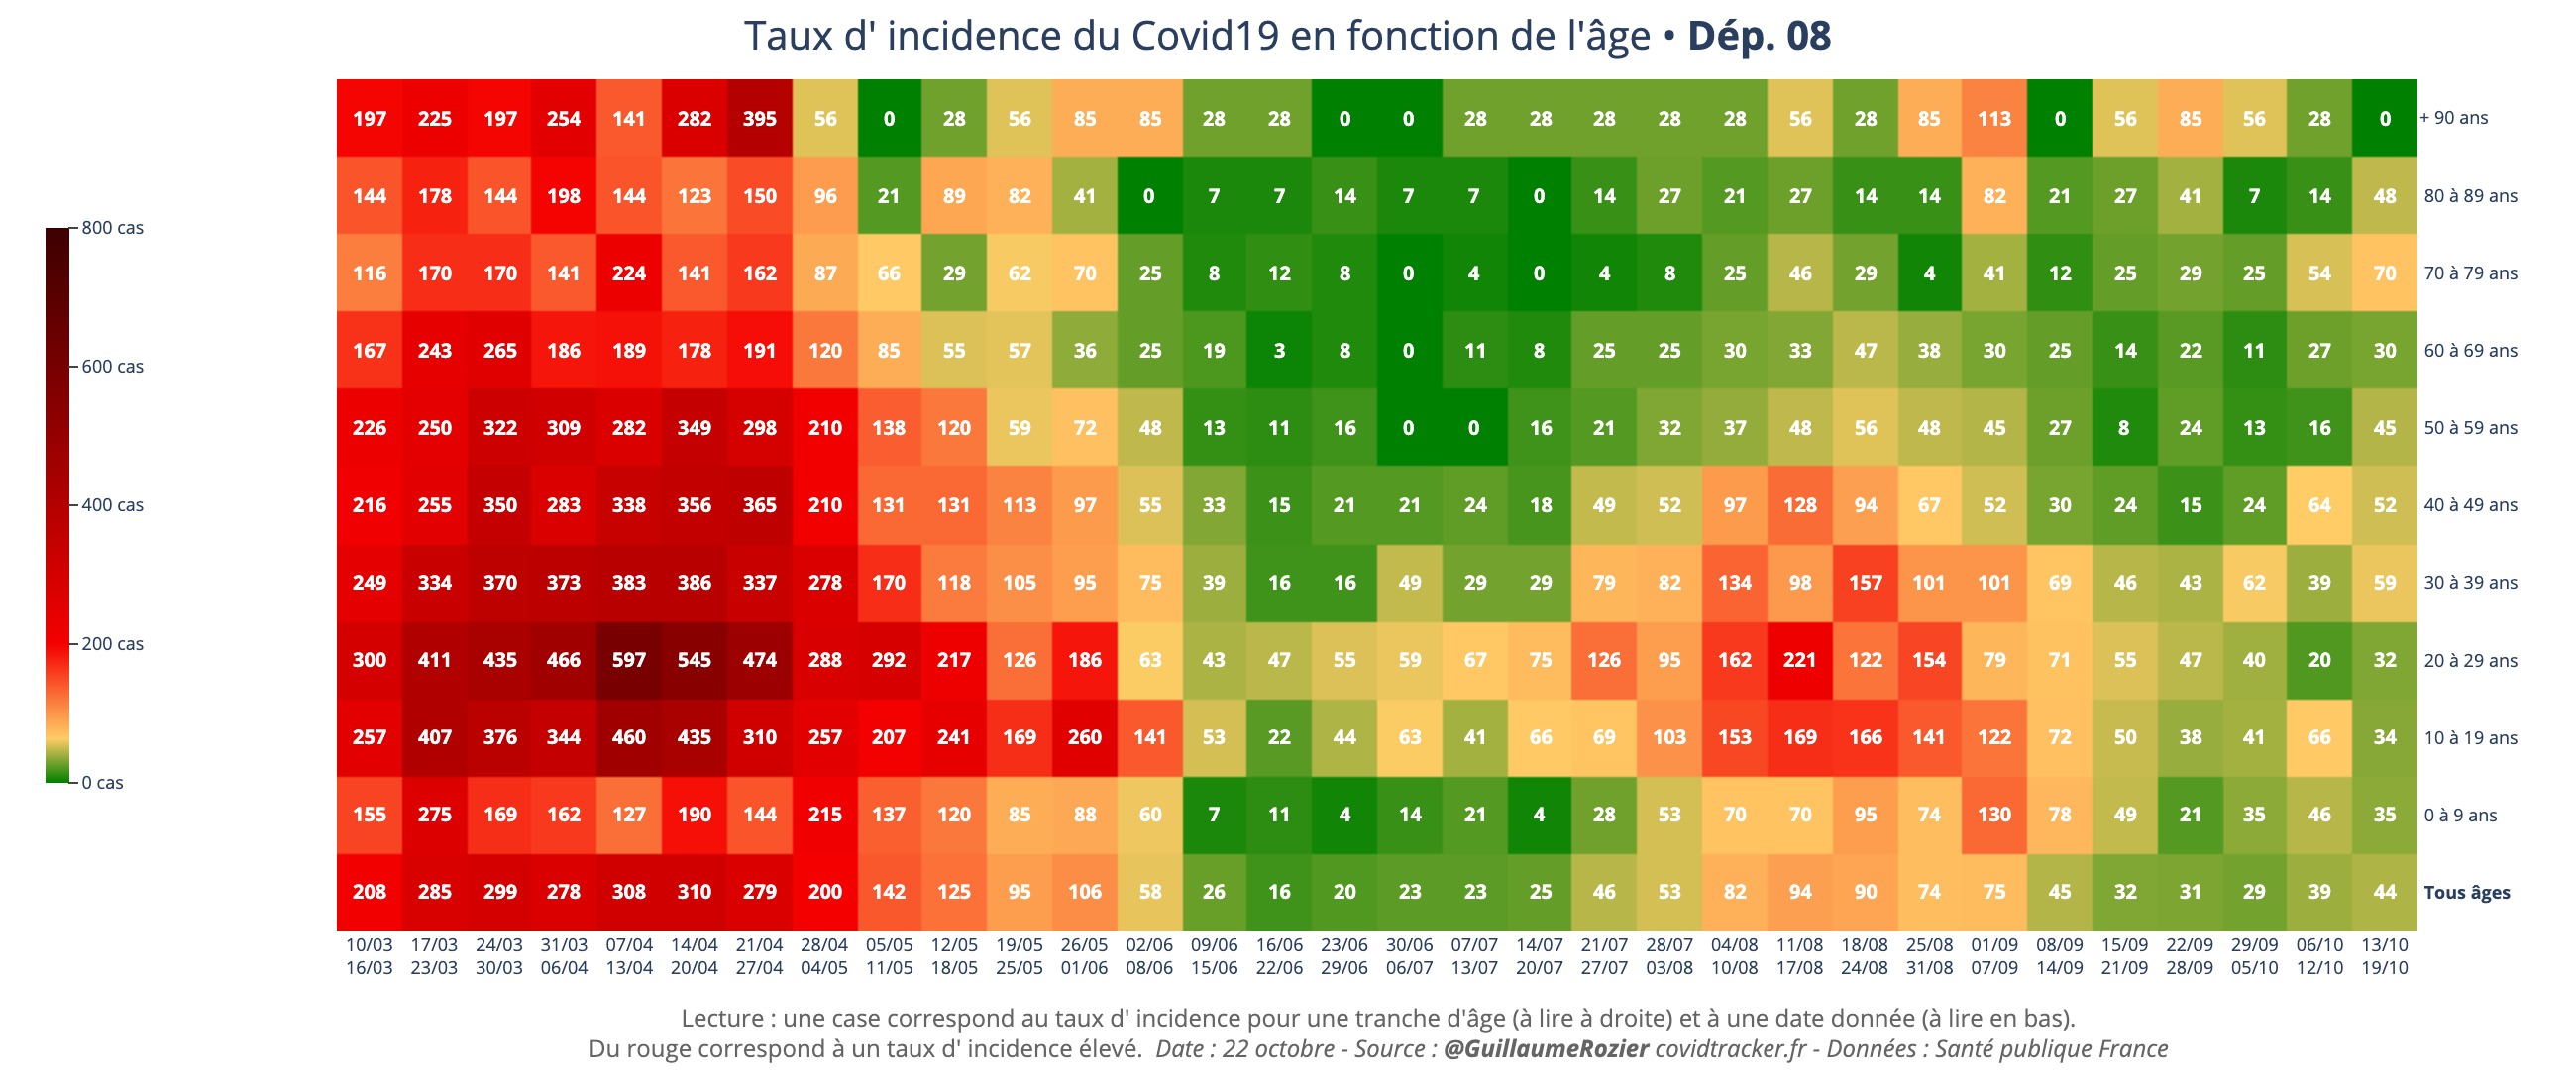 Taux d' incidence du Covid19 en fonction de l'âge • Dép. 08
800 cas
600 cas
400 cas
200 cas
0 cas
197 225 197 254 141 282 395 56 0 28 56 85 85 28 28 0 0 28 28 28 28 28 56 28 85 113 0 56 85 56 28 0 + 90 ans
144 178 144 198 144 123 150 96 21 89 82 41 0 7 7 14 7 7 0 14 27 21 27 14 14 82 21 27 41 7 14 48 80 à 89 ans
116 170 170 141 224 141 162 87 66 29 62 70 25 8 12 8 0 4 0 4 8 25 46 29 4 41 12 25 29 25 54 70 70 à 79 ans
167 243 265 186 189 178 191 120 85 55 57 36 25 19 3 8 0 11 8 25 25 30 33 47 38 30 25 14 22 11 27 30 60 à 69 ans
226 250 322 309 282 349 298 210 138 120 59 72 48 13 11 16 0 0 16 21 32 37 48 56 48 45 27 8 24 13 16 45 50 à 59 ans
216 255 350 283 338 356 365 210 131 131 113 97 55 33 15 21 21 24 18 49 52 97 128 94 67 52 30 24 15 24 64 52 40 à 49 ans
249 334 370 373 383 386 337 278 170 118 105 95 75 39 16 16 49 29 29 79 82 134 98 157 101 101 69 46 43 62 39 59 30 à 39 ans
300 411 435 466 597 545 474 288 292 217 126 186 63 43 47 55 59 67 75 126 95 162 221 122 154 79 71 55 47 40 20 32 20 à 29 ans
257 407 376 344 460 435 310 257 207 241 169 260 141 53 22 44 63 41 66 69 103 153 169 166 141 122 72 50 38 41 66 34 10 à 19 ans
155 275 169 162 127 190 144 215 137 120 85 88 60 7 11 4 14 21 4 28 53 70 70 95 74 130 78 49 21 35 46 35 0 à 9 ans
208 285 299 278 308 310 279 200 142 125 95 106 58 26 16 20 23 23 25 46 53 82 94 90 74 75 45 32 31 29 39 44 Tous âges
10/03 17/03 24/03 31/03 07/04 14/04 21/04 28/04 05/05 12/05 19/05 26/05 02/06 09/06 16/06 23/06 30/06 07/07 14/07 21/07 28/07 04/08 11/08 18/08 25/08 01/09 08/09 15/09 22/09 29/09 06/10 13/10
16/03 23/03 30/03 06/04 13/04 20/04 27/04 04/05 11/05 18/05 25/05 01/06 08/06 15/06 22/06 29/06 06/07 13/07 20/07 27/07 03/08 10/08 17/08 24/08 31/08 07/09 14/09 21/09 28/09 05/10 12/10 19/10
Lecture : une case correspond au taux d' incidence pour une tranche d'âge (à lire à droite) et à une date donnée (à lire en bas).
Du rouge correspond à un taux d' incidence élevé. Date : 22 octobre - Source : @GuillaumeRozier covidtracker.fr - Données : Santé publique France